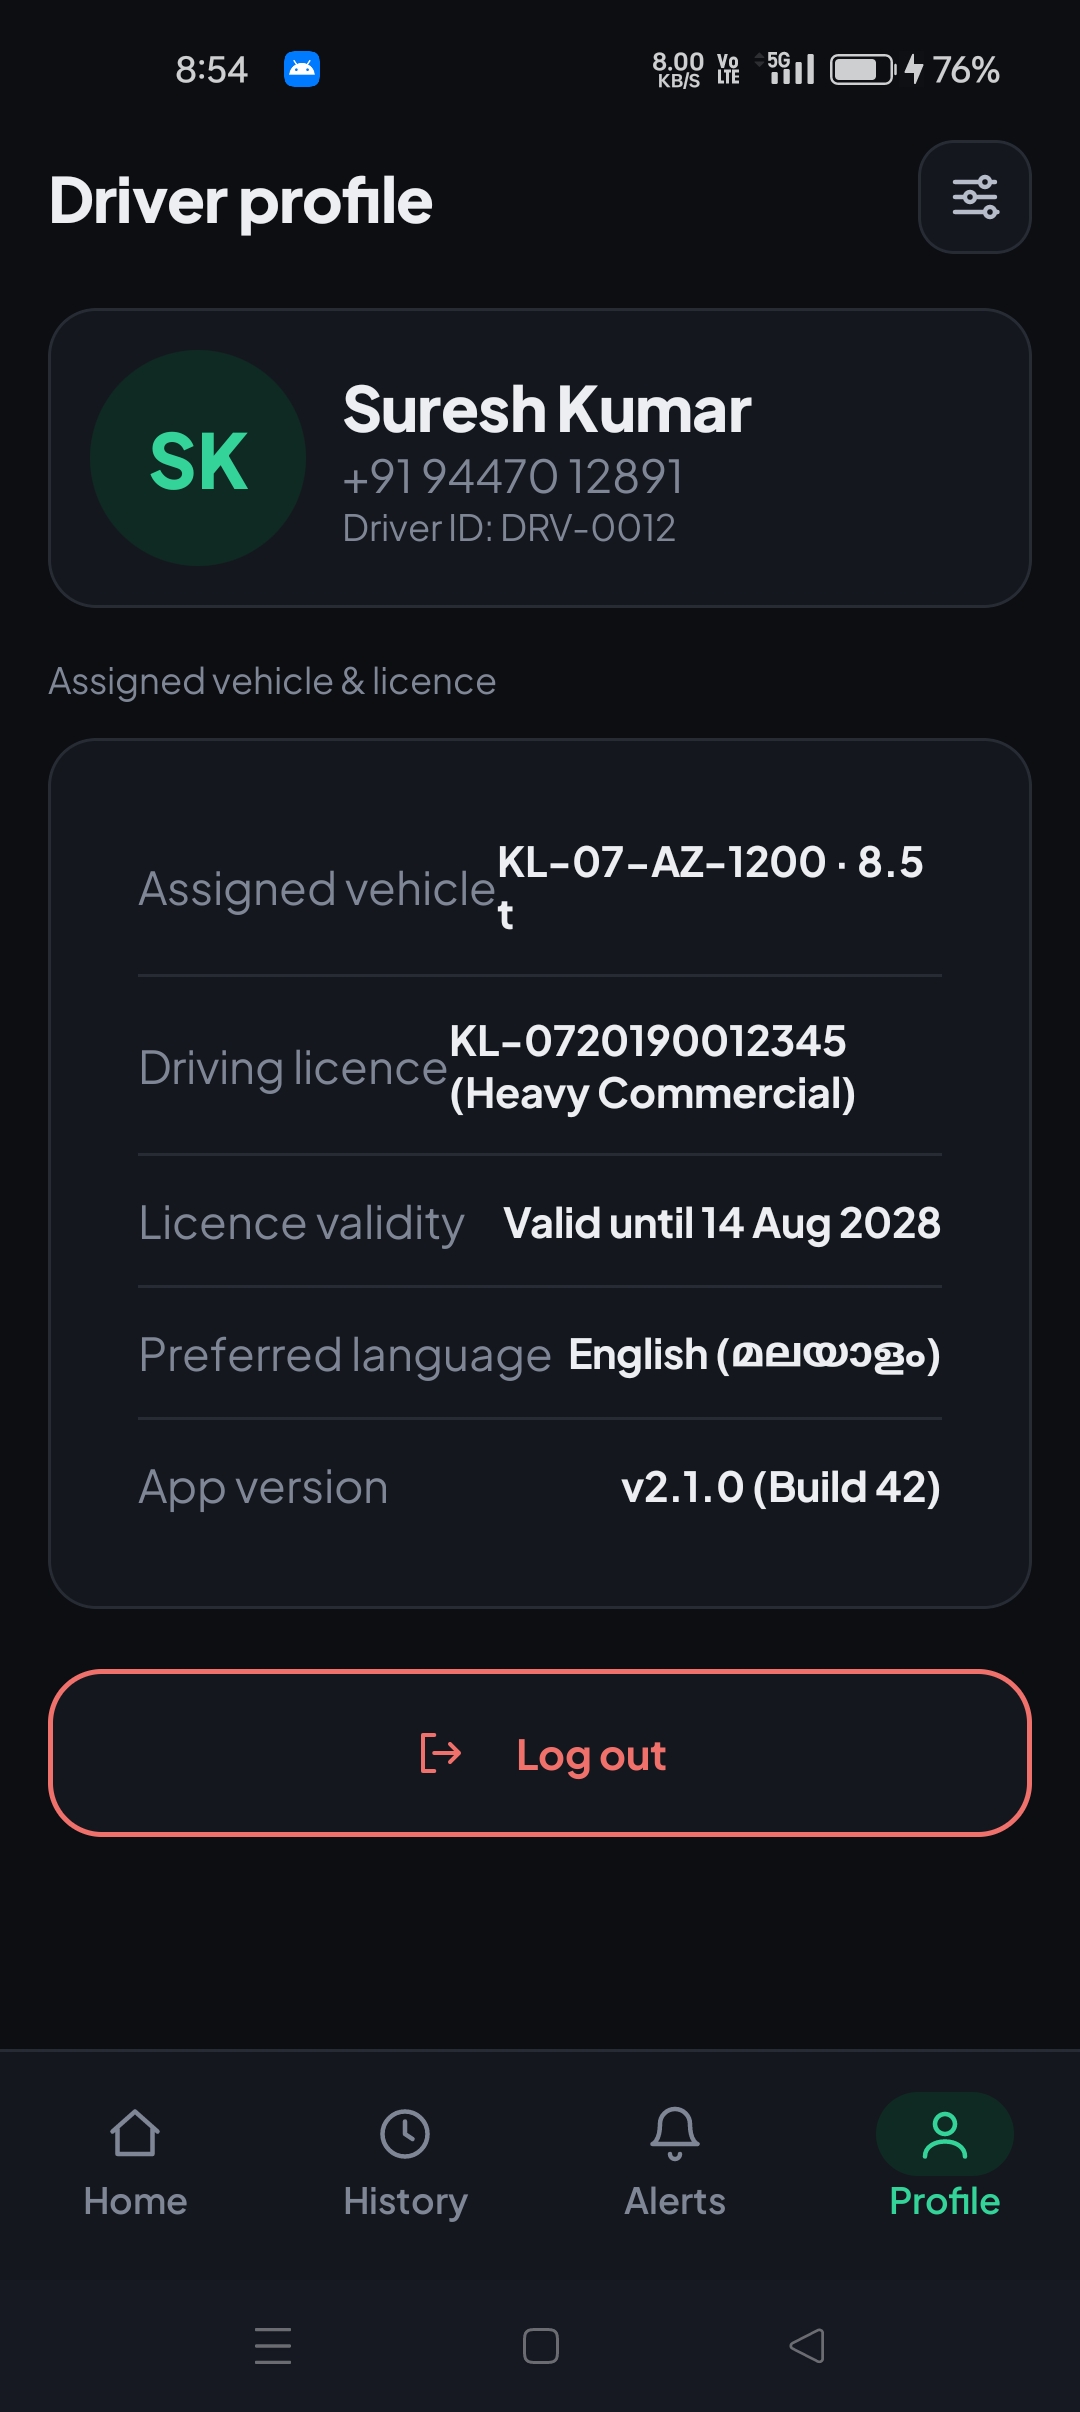 8:54
8.00 KB/S Vo LTE 5G 76%
Driver profile
SK
Suresh Kumar
+91 94470 12891
Driver ID: DRV-0012
Assigned vehicle & licence
Assigned vehicle KL-07-AZ-1200 · 8.5
t
Driving licence KL-0720190012345
(Heavy Commercial)
Licence validity Valid until 14 Aug 2028
Preferred language English (മലയാളം)
App version v2.1.0 (Build 42)
Log out
Home History Alerts Profile